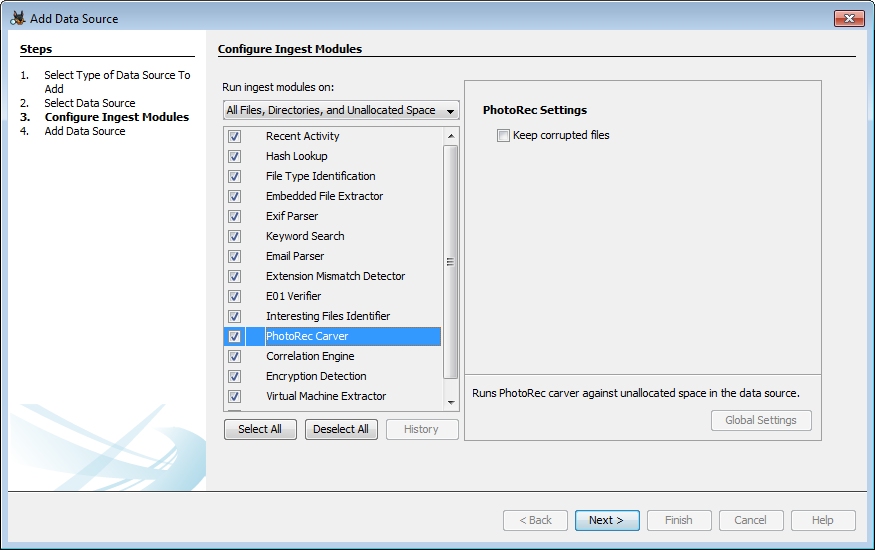 Add Data Source
Steps
1. Select Type of Data Source To
Add
2. Select Data Source
3. Configure Ingest Modules
4. Add Data Source
Configure Ingest Modules
Run ingest modules on:
All Files, Directories, and Unallocated Space
Recent Activity
Hash Lookup
File Type Identification
Embedded File Extractor
Exif Parser
Keyword Search
Email Parser
Extension Mismatch Detector
E01 Verifier
Interesting Files Identifier
PhotoRec Carver
Correlation Engine
Encryption Detection
Virtual Machine Extractor
Select All Deselect All History
PhotoRec Settings
Keep corrupted files
Runs PhotoRec carver against unallocated space in the data source.
Global Settings
< Back Next > Finish Cancel Help